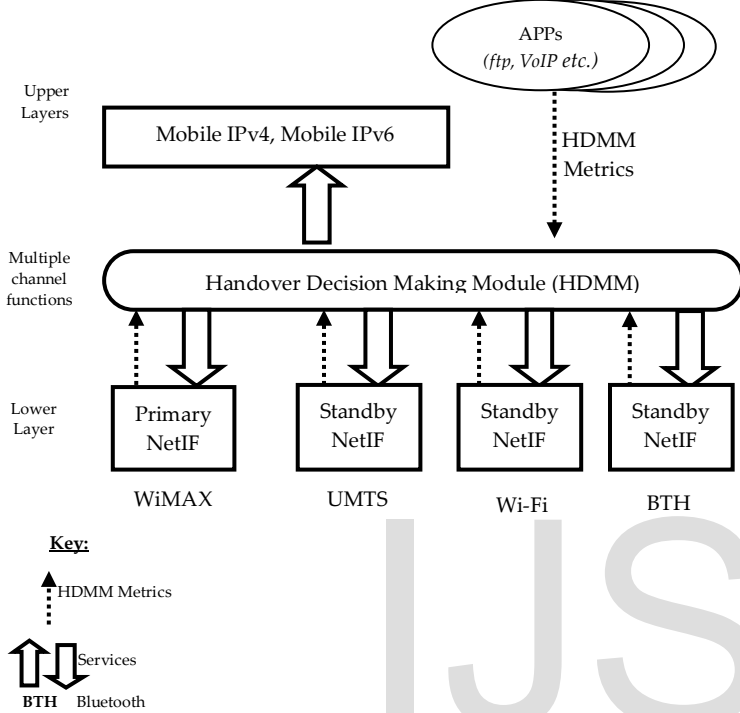 APPs
(ftp, VoIP etc.)
Upper
Layers
Mobile IPv4, Mobile IPv6
HDMM
Metrics
Multiple
channel
functions
Handover Decision Making Module (HDMM)
Lower
Layer
Primary
NetIF
Standby
NetIF
Standby
NetIF
Standby
NetIF
WiMAX
UMTS
Wi-Fi
BTH
Key:
HDMM Metrics
Services
BTH Bluetooth
IJS